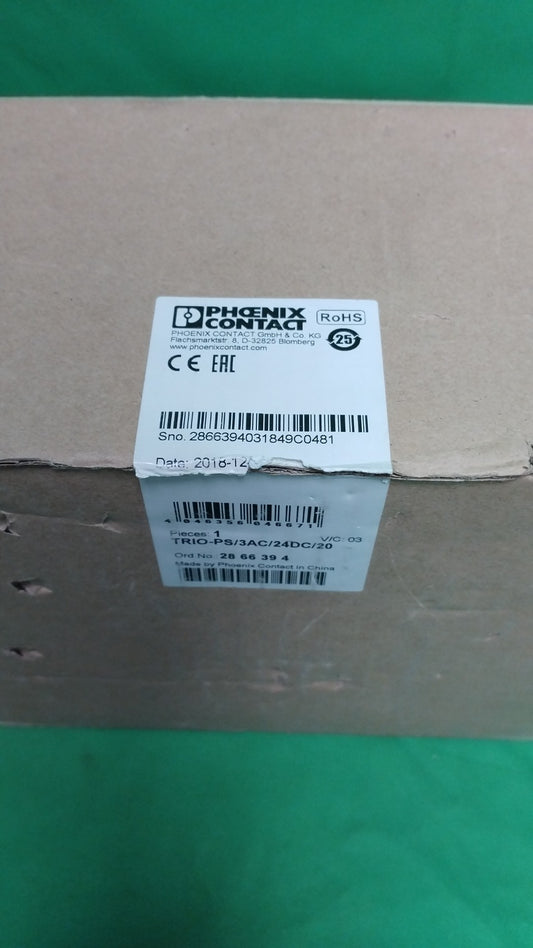 PHŒNIX
CONTACT
RoHS
PHOENIX CONTACT GmbH & Co. KG
Flachsmarktstr. 8, D-32825 Blomberg
www.phoenixcontact.com
25
CE EAC
Sno. 2866394031849C0481
Date: 2018-12
4 046356 046671
Pieces: 1
V/C: 03
TRIO-PS/3AC/24DC/20
Ord No. 28 66 39 4
Made by Phoenix Contact in China